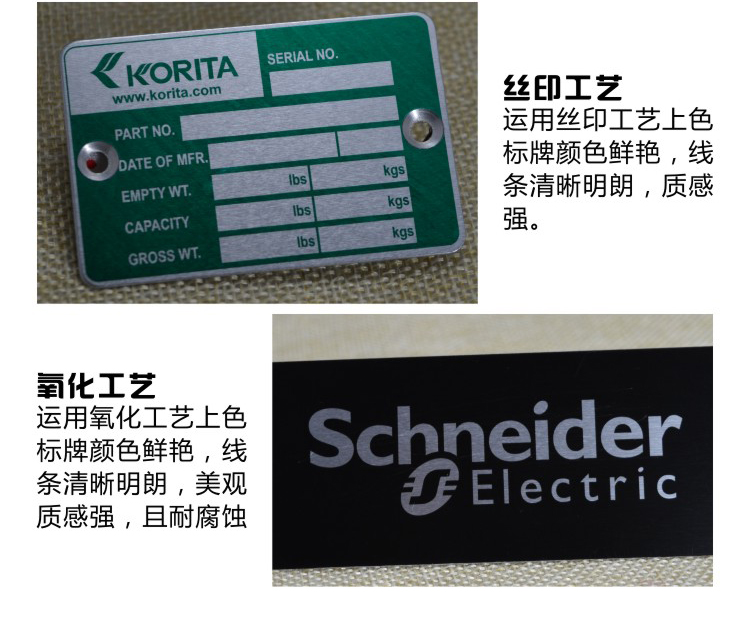 KORITA
www.korita.com
SERIAL NO.
PART NO.
DATE OF MFR.
EMPTY WT. lbs kgs
CAPACITY lbs kgs
GROSS WT. lbs kgs
丝印工艺
运用丝印工艺上色
标牌颜色鲜艳，线
条清晰明朗，质感
强。
氧化工艺
运用氧化工艺上色
标牌颜色鲜艳，线
条清晰明朗，美观
质感强，且耐腐蚀
Schneider
Electric